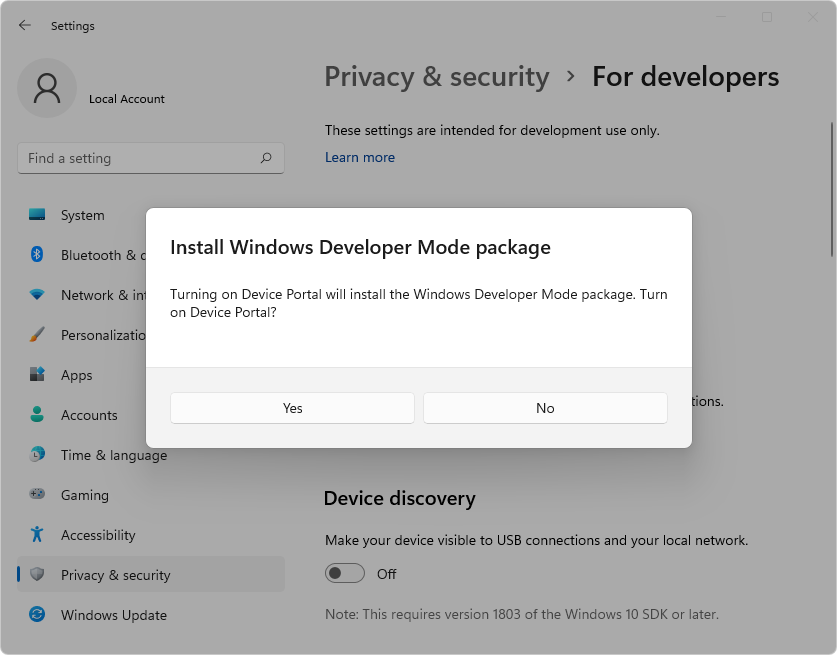 Settings
Local Account
Find a setting
System
Bluetooth & d
Network & int
Personalizatio
Apps
Accounts
Time & language
Gaming
Accessibility
Privacy & security
Windows Update
Privacy & security > For developers
These settings are intended for development use only.
Learn more
Install Windows Developer Mode package
Turning on Device Portal will install the Windows Developer Mode package. Turn
on Device Portal?
Yes No
tions.
Device discovery
Make your device visible to USB connections and your local network.
Off
Note: This requires version 1803 of the Windows 10 SDK or later.